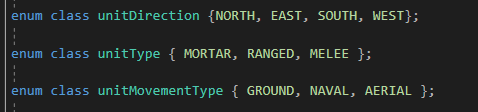 enum class unitDirection {NORTH, EAST, SOUTH, WEST};
enum class unitType { MORTAR, RANGED, MELEE };
enum class unitMovementType { GROUND, NAVAL, AERIAL };